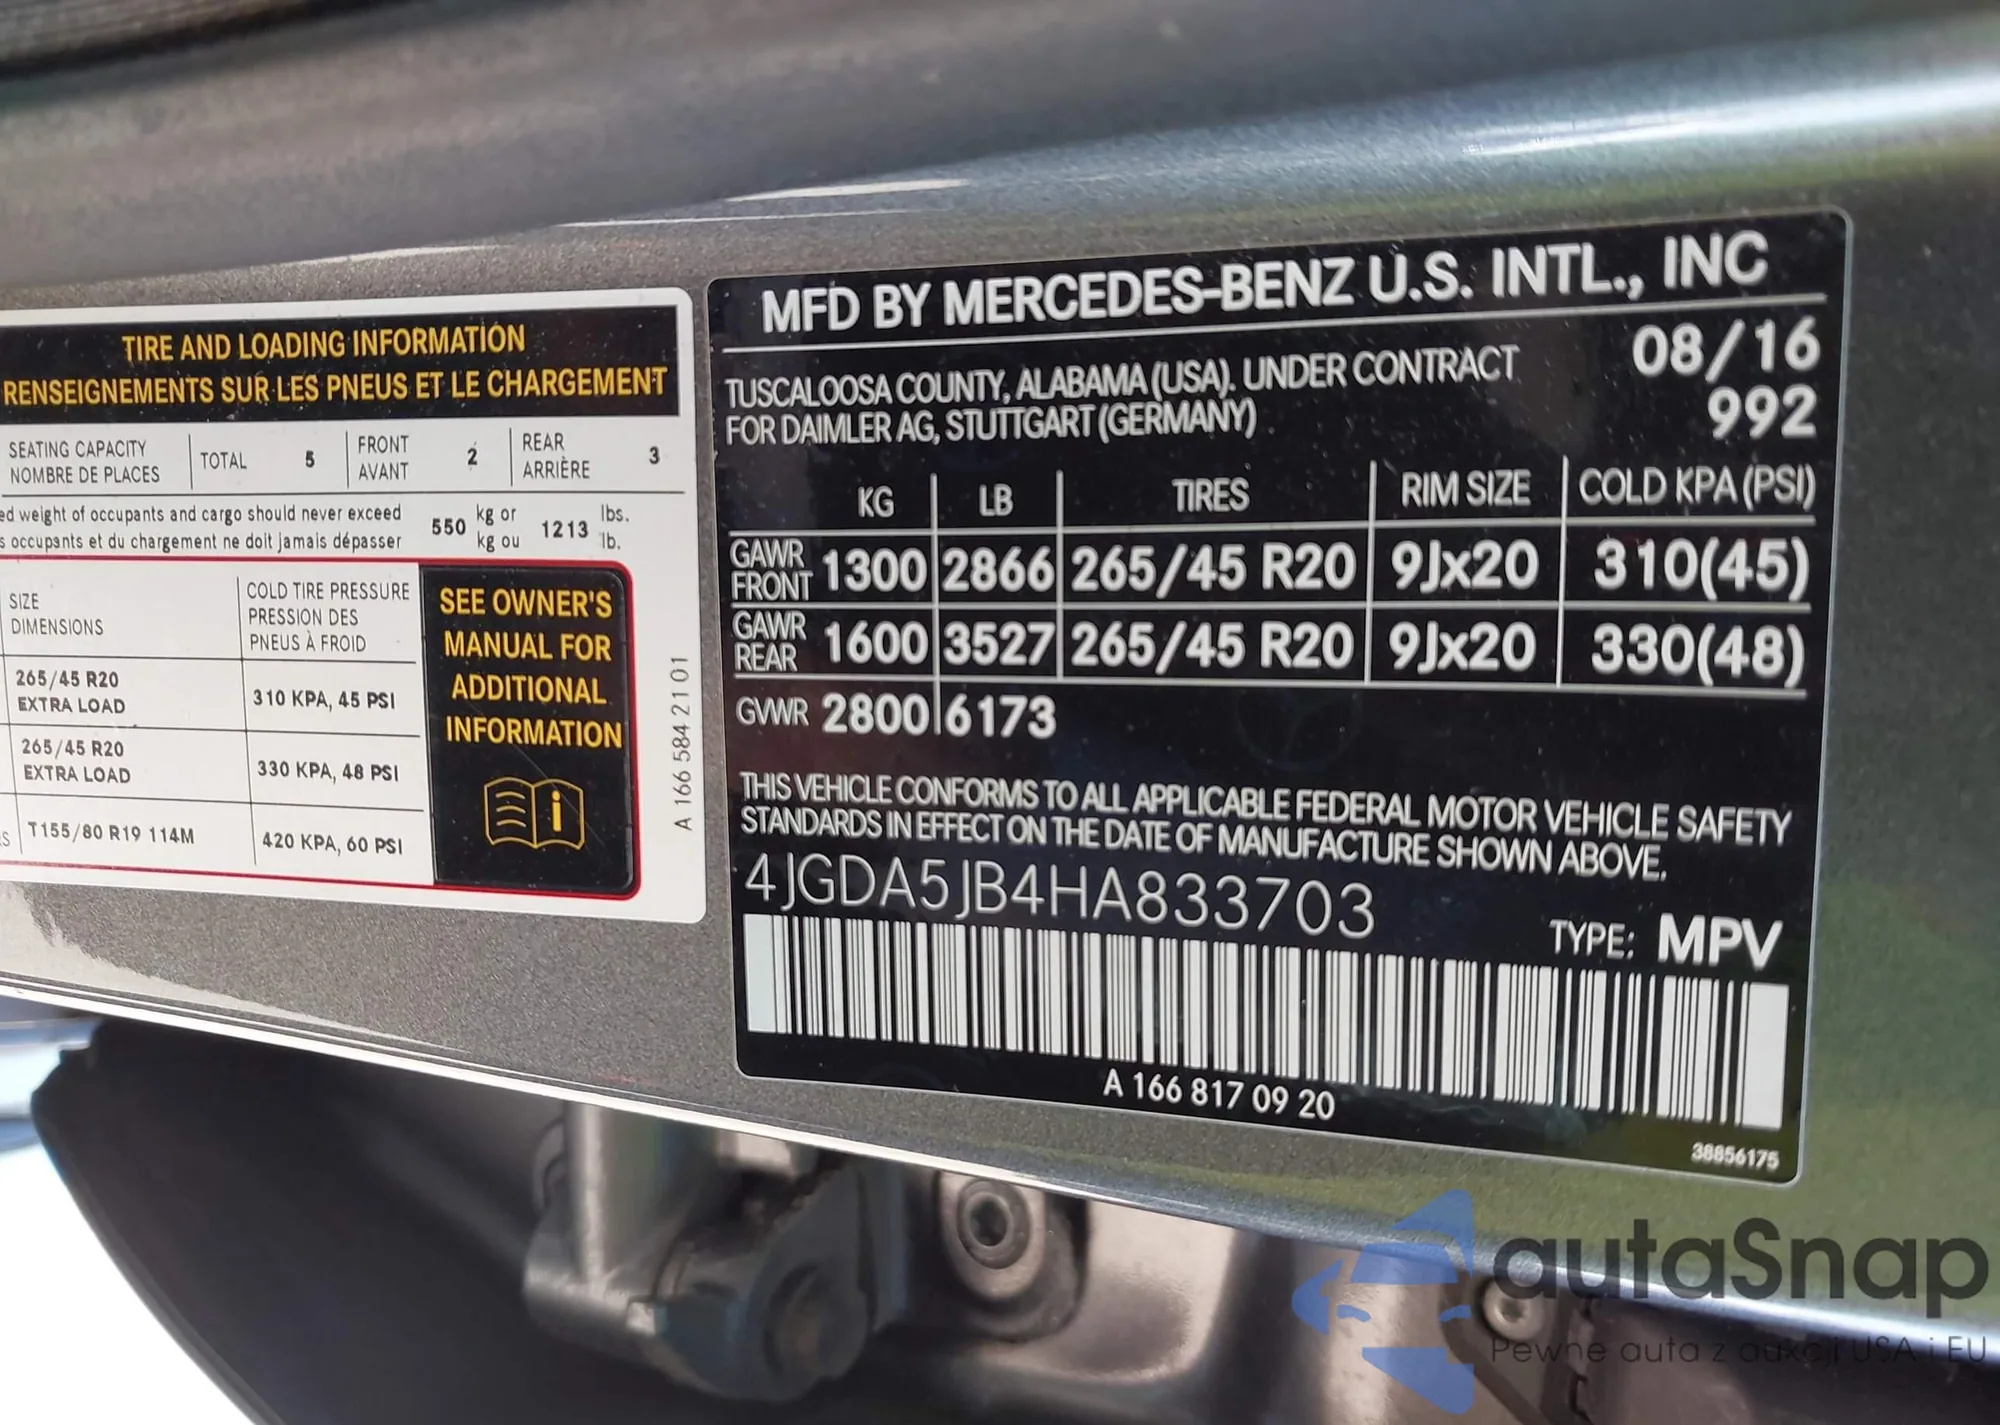 TIRE AND LOADING INFORMATION
RENSEIGNEMENTS SUR LES PNEUS ET LE CHARGEMENT
SEATING CAPACITY
NOMBRE DE PLACES
TOTAL 5
FRONT
AVANT
2
REAR
ARRIÈRE
3
weight of occupants and cargo should never exceed
occupants et du chargement ne doit jamais dépasser
550 kg or
kg ou
1213 lbs.
lb.
SIZE
DIMENSIONS
COLD TIRE PRESSURE
PRESSION DES
PNEUS À FROID
265/45 R20
EXTRA LOAD
310 KPA, 45 PSI
265/45 R20
EXTRA LOAD
330 KPA, 48 PSI
T155/80 R19 114M
420 KPA, 60 PSI
SEE OWNER'S
MANUAL FOR
ADDITIONAL
INFORMATION
i
A 166 584 21 01
MFD BY MERCEDES-BENZ U.S. INTL., INC
TUSCALOOSA COUNTY, ALABAMA (USA). UNDER CONTRACT
FOR DAIMLER AG, STUTTGART (GERMANY)
08/16
992
KG LB TIRES RIM SIZE COLD KPA (PSI)
GAWR FRONT 1300 2866 265/45 R20 9Jx20 310(45)
GAWR REAR 1600 3527 265/45 R20 9Jx20 330(48)
GVWR 2800 6173
THIS VEHICLE CONFORMS TO ALL APPLICABLE FEDERAL MOTOR VEHICLE SAFETY
STANDARDS IN EFFECT ON THE DATE OF MANUFACTURE SHOWN ABOVE.
4JGDA5JB4HA833703
TYPE: MPV
A 166 817 09 20
38856175
autaSnap
Pewne auta z aukcji USA i EU